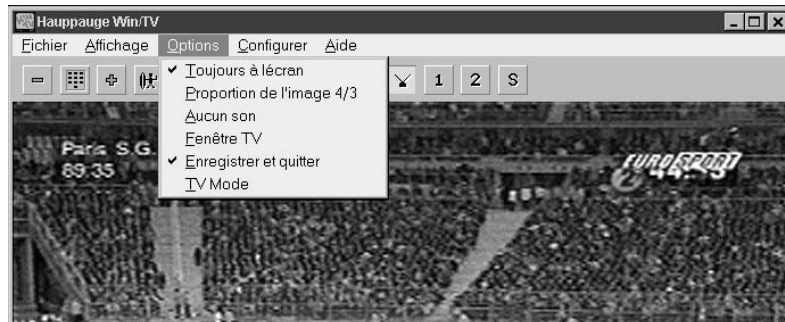 Hauppauge Win/TV
Fichier Affichage Options Configurer Aide
1 2 S
Toujours à lécran
Proportion de l'image 4/3
Aucun son
Fenêtre TV
Enregistrer et quitter
TV Mode
Paris S.G.
89:35
EUROSPORT